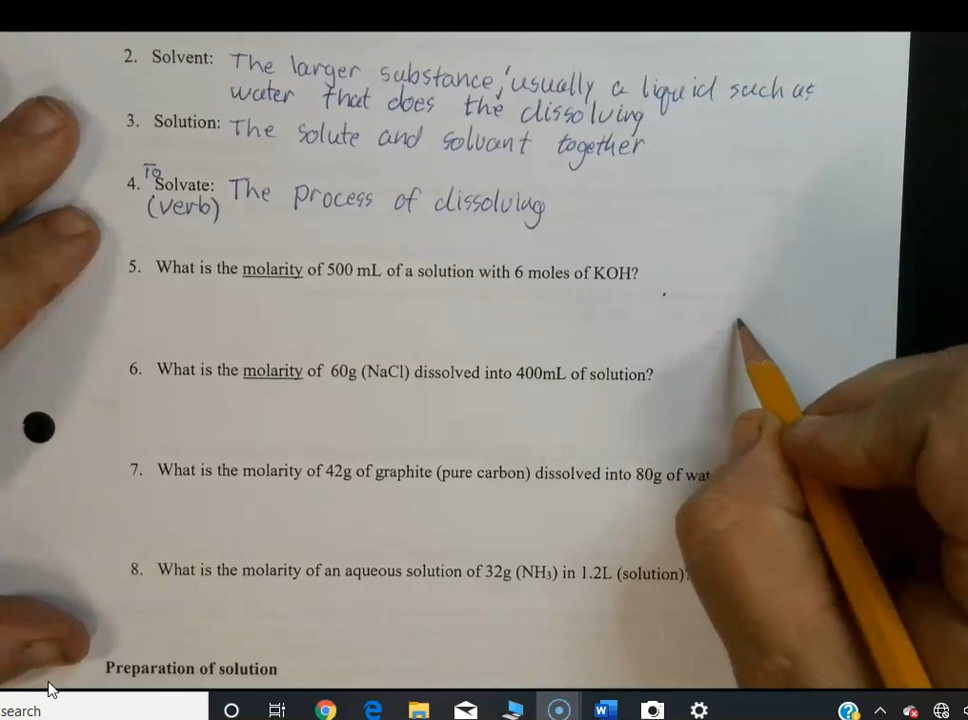 2. Solvent: The larger substance, usually a liquid such as
water that does the dissolving
3. Solution: The solute and solvant together
To
4. Solvate: The process of dissolving
(verb)
5. What is the molarity of 500 mL of a solution with 6 moles of KOH?
6. What is the molarity of 60g (NaCl) dissolved into 400mL of solution?
7. What is the molarity of 42g of graphite (pure carbon) dissolved into 80g of wat
8. What is the molarity of an aqueous solution of 32g (NH₃) in 1.2L (solution)?
Preparation of solution
search